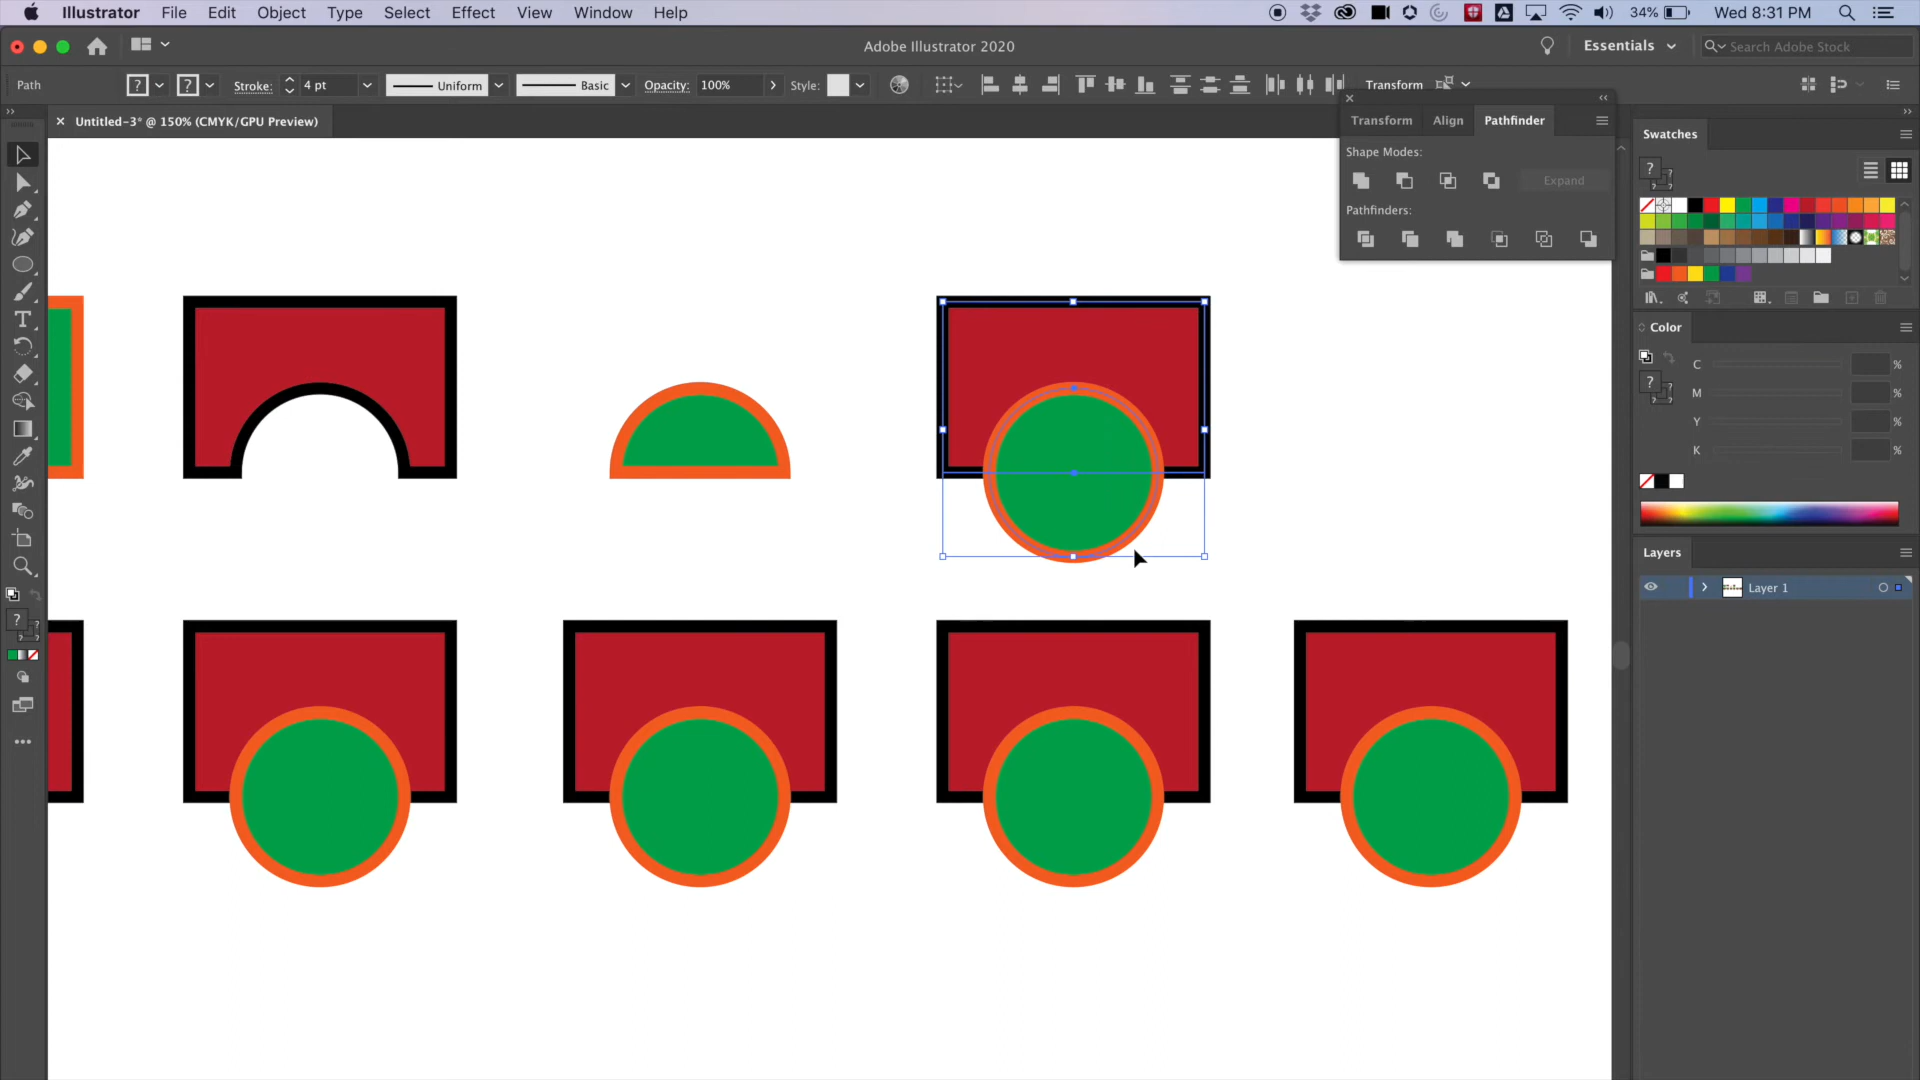 Illustrator File Edit Object Type Select Effect View Window Help 34% Wed 8:31 PM
Adobe Illustrator 2020 Essentials Search Adobe Stock
Path ? ? Stroke: 4 pt Uniform Basic Opacity: 100% Style: Transform
Untitled-3* @ 150% (CMYK/GPU Preview)
Transform Align Pathfinder
Shape Modes:
Expand
Pathfinders:
Swatches
?
Color
C %
? M %
Y %
K %
Layers
Layer 1
T
?